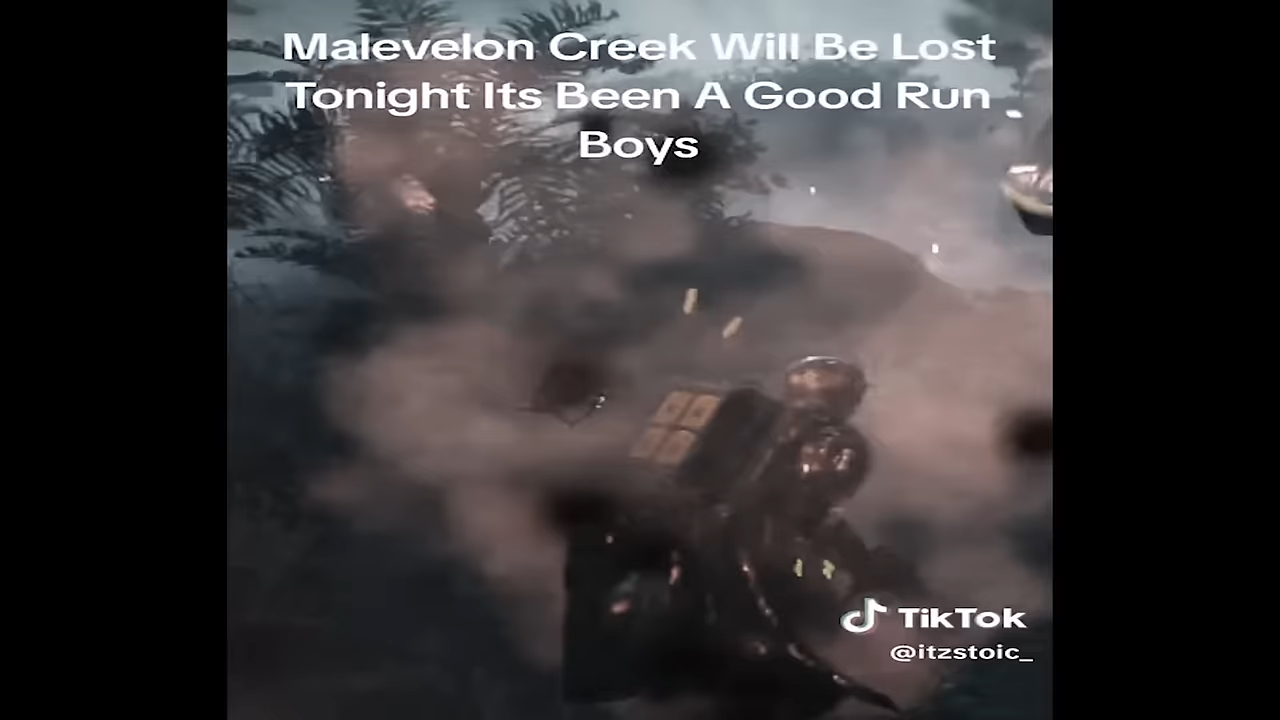 Malevelon Creek Will Be Lost
Tonight Its Been A Good Run
Boys
TikTok
@itzstoic_